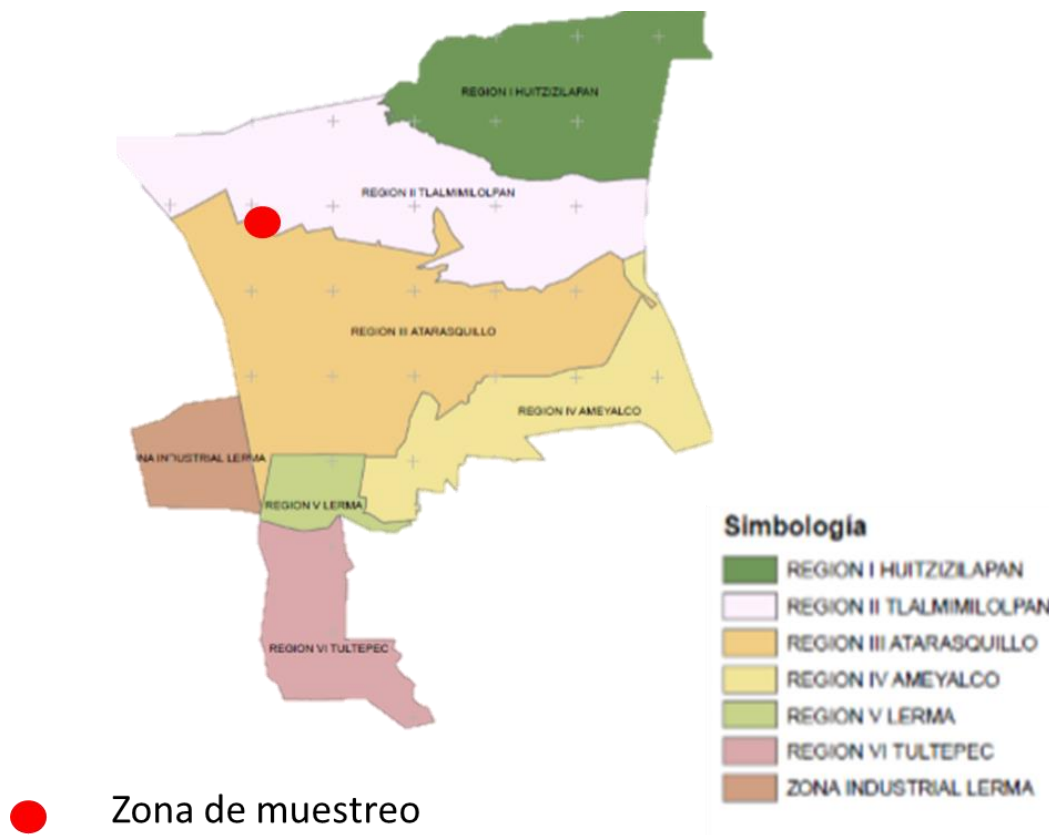 REGION I HUITZIZILAPAN
REGION II TLALMIMILOLPAN
REGION III ATARASQUILLO
REGION IV AMEYALCO
NA INDUSTRIAL LERMA
REGION V LERMA
REGION VI TULTEPEC
Simbología
REGION I HUITZIZILAPAN
REGION II TLALMIMILOLPAN
REGION III ATARASQUILLO
REGION IV AMEYALCO
REGION V LERMA
REGION VI TULTEPEC
ZONA INDUSTRIAL LERMA
Zona de muestreo